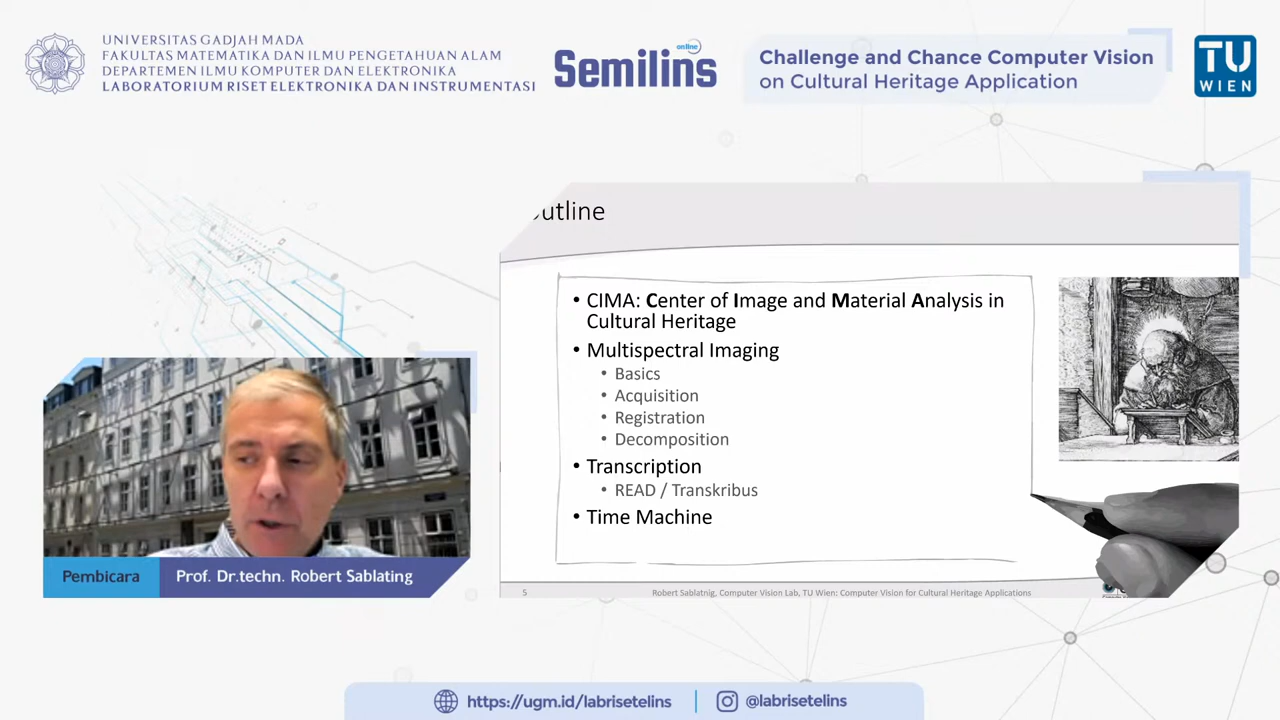 UNIVERSITAS GADJAH MADA
FAKULTAS MATEMATIKA DAN ILMU PENGETAHUAN ALAM
DEPARTEMEN ILMU KOMPUTER DAN ELEKTRONIKA
LABORATORIUM RISET ELEKTRONIKA DAN INSTRUMENTASI
online
Semilins
Challenge and Chance Computer Vision
on Cultural Heritage Application
TU
WIEN
utline
• CIMA: Center of Image and Material Analysis in
Cultural Heritage
• Multispectral Imaging
• Basics
• Acquisition
• Registration
• Decomposition
• Transcription
• READ / Transkribus
• Time Machine
5
Robert Sablatnig, Computer Vision Lab, TU Wien: Computer Vision for Cultural Heritage Applications
Pembicara
Prof. Dr.techn. Robert Sablating
https://ugm.id/labrisetelins
@labrisetelins